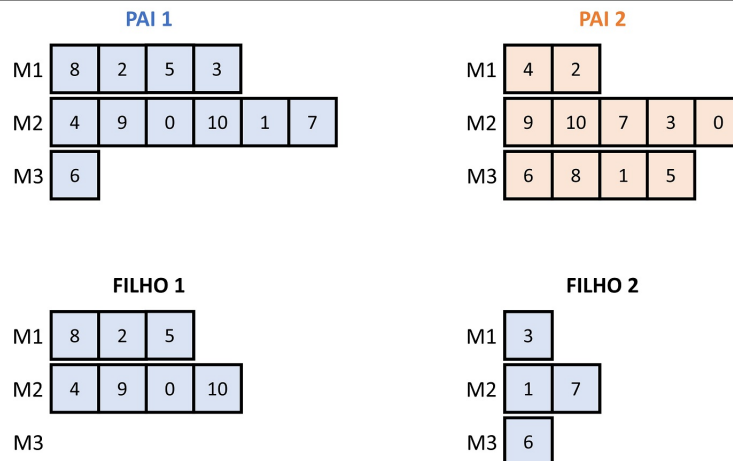 PAI 1 PAI 2
M1 8 2 5 3 M1 4 2
M2 4 9 0 10 1 7 M2 9 10 7 3 0
M3 6 M3 6 8 1 5
FILHO 1 FILHO 2
M1 8 2 5 M1 3
M2 4 9 0 10 M2 1 7
M3 M3 6